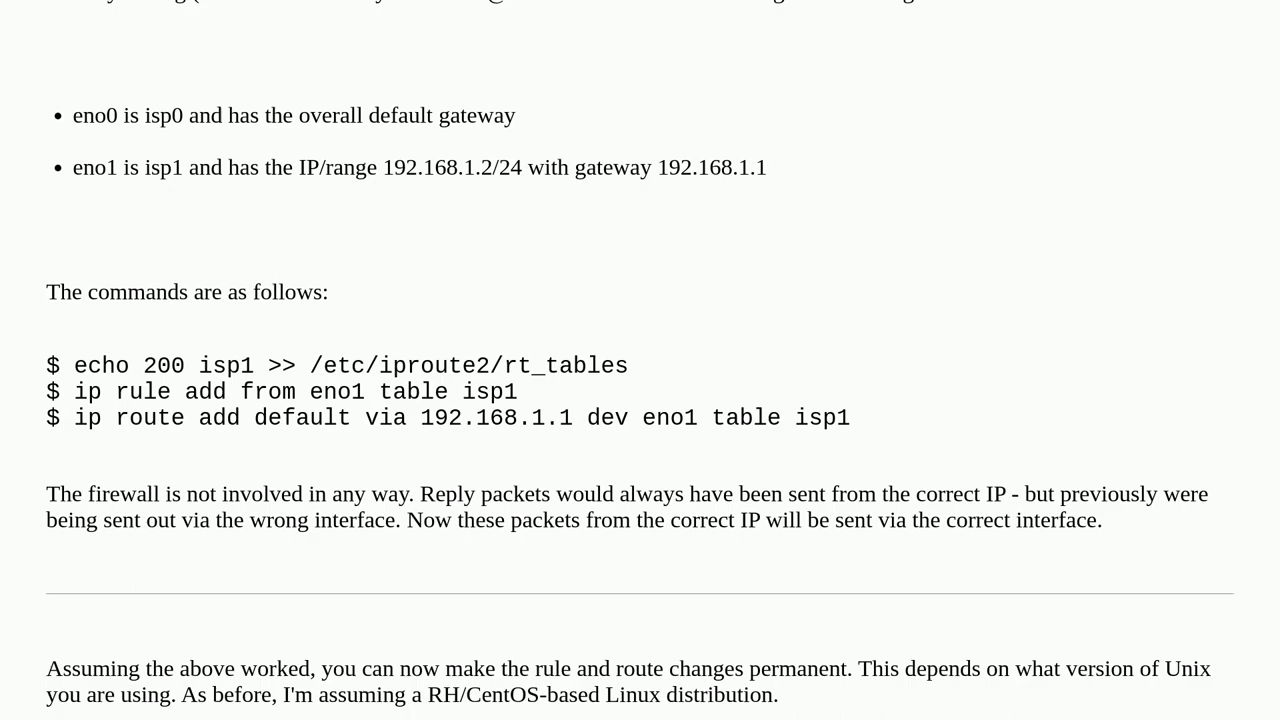 • eno0 is isp0 and has the overall default gateway
• eno1 is isp1 and has the IP/range 192.168.1.2/24 with gateway 192.168.1.1
The commands are as follows:
$ echo 200 isp1 >> /etc/iproute2/rt_tables
$ ip rule add from eno1 table isp1
$ ip route add default via 192.168.1.1 dev eno1 table isp1
The firewall is not involved in any way. Reply packets would always have been sent from the correct IP - but previously were
being sent out via the wrong interface. Now these packets from the correct IP will be sent via the correct interface.
Assuming the above worked, you can now make the rule and route changes permanent. This depends on what version of Unix
you are using. As before, I'm assuming a RH/CentOS-based Linux distribution.